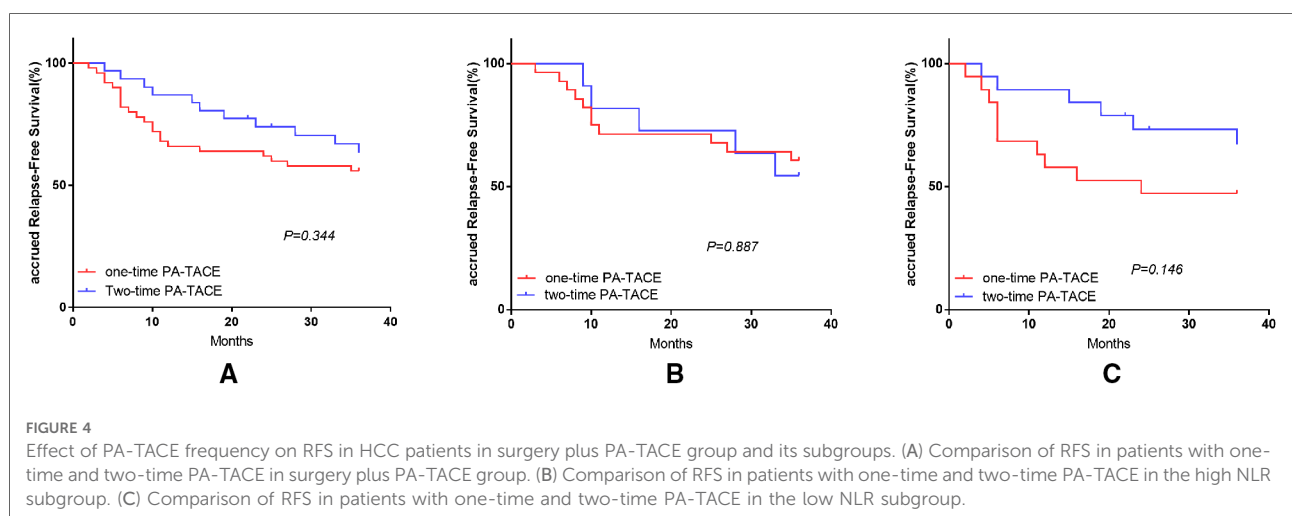 accrued Relapse-Free Survival(%)
100
50
0
P=0.344
one-time PA-TACE
Two-time PA-TACE
0 10 20 30 40
Months
A
accrued Relapse-Free Survival(%)
100
50
0
P=0.887
one-time PA-TACE
two-time PA-TACE
0 10 20 30 40
Months
B
accrued Relapse-Free Survival(%)
100
50
0
P=0.146
one-time PA-TACE
two-time PA-TACE
0 10 20 30 40
Months
C
FIGURE 4
Effect of PA-TACE frequency on RFS in HCC patients in surgery plus PA-TACE group and its subgroups. (A) Comparison of RFS in patients with one-
time and two-time PA-TACE in surgery plus PA-TACE group. (B) Comparison of RFS in patients with one-time and two-time PA-TACE in the high NLR
subgroup. (C) Comparison of RFS in patients with one-time and two-time PA-TACE in the low NLR subgroup.